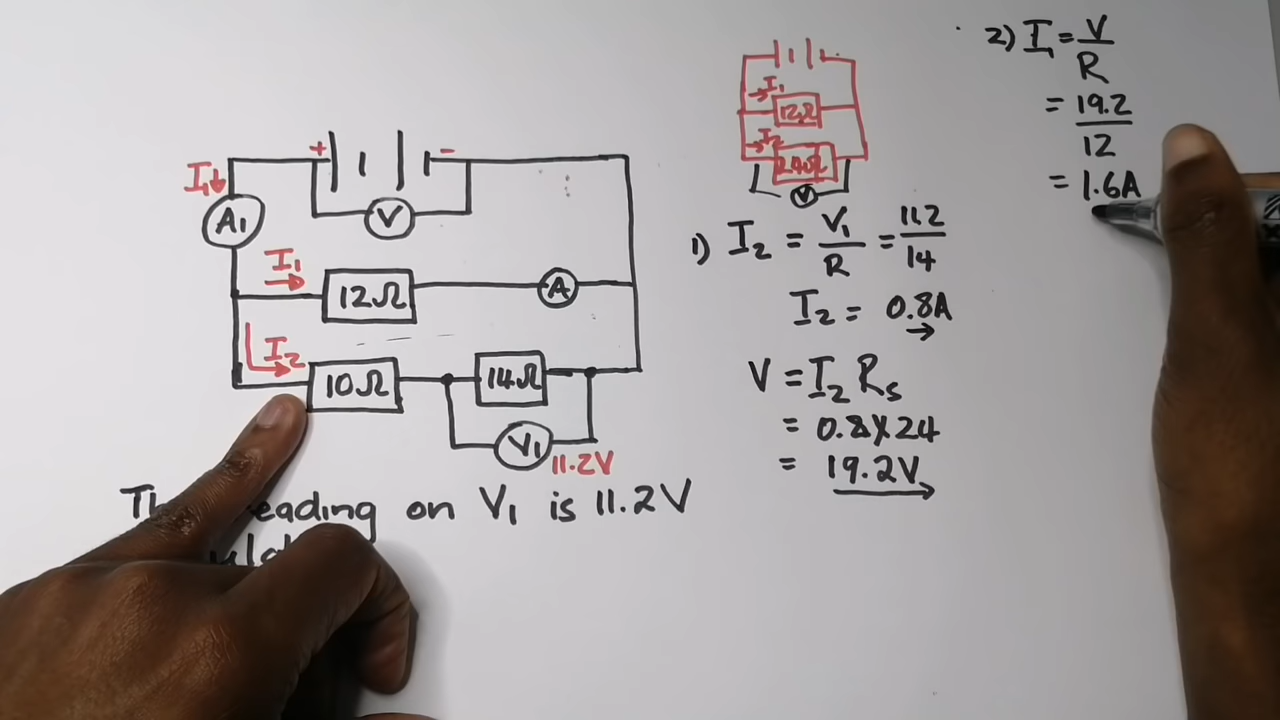 + -
I
A1
V
I1
12Ω
A
I2
10Ω
14Ω
V1
11.2V
eading on V1 is 11.2V
I1
12Ω
I2
24Ω
V
1) I2 = V1/R = 11.2/14
I2 = 0.8A
V = I2 Rs
= 0.8 X 24
= 19.2V
2) I1 = V/R
= 19.2/12
= 1.6A